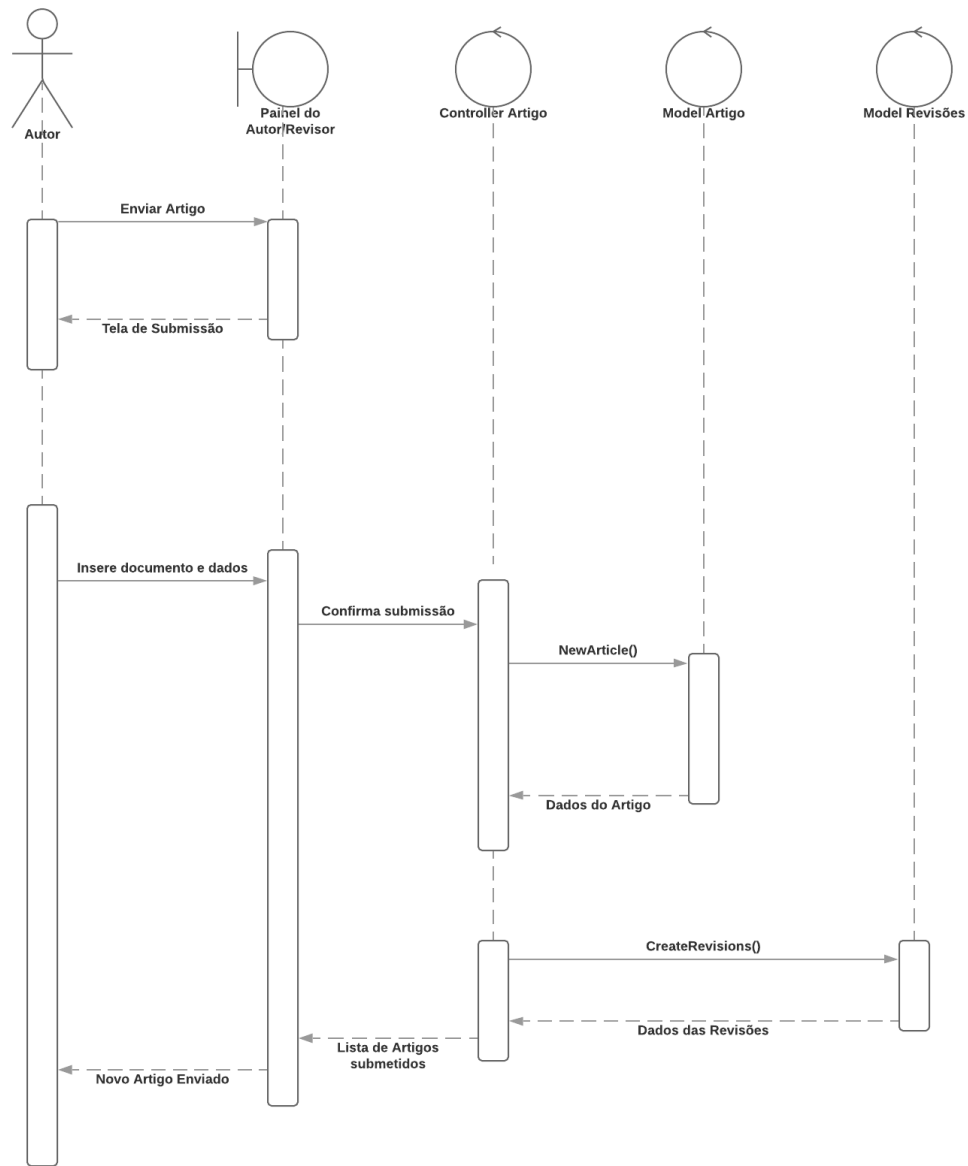 Autor
Painel do
Autor/Revisor
Controller Artigo
Model Artigo
Model Revisões
Enviar Artigo
Tela de Submissão
Insere documento e dados
Confirma submissão
NewArticle()
Dados do Artigo
CreateRevisions()
Dados das Revisões
Lista de Artigos
submetidos
Novo Artigo Enviado